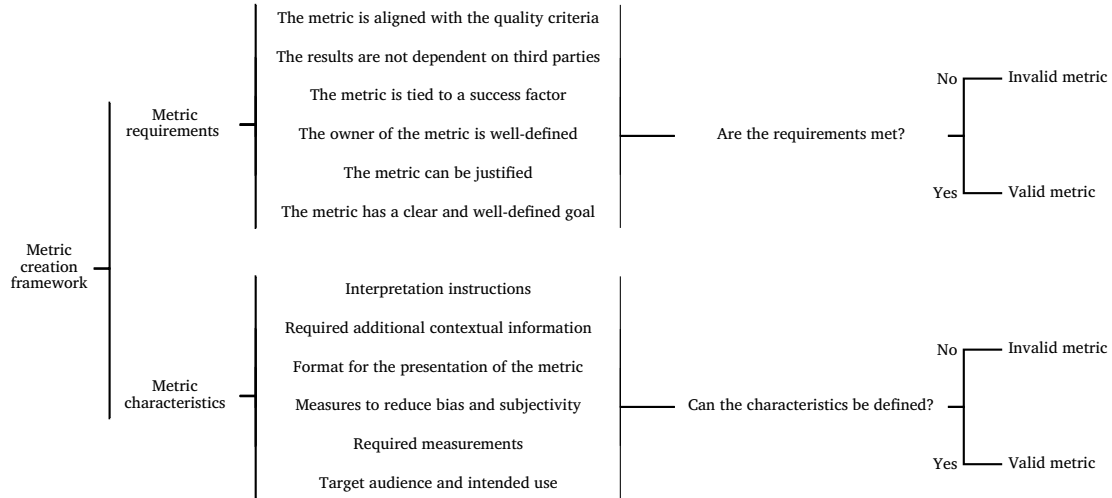 Metric
creation
framework
Metric
requirements
The metric is aligned with the quality criteria
The results are not dependent on third parties
The metric is tied to a success factor
The owner of the metric is well-defined
The metric can be justified
The metric has a clear and well-defined goal
Are the requirements met?
No
Invalid metric
Yes
Valid metric
Metric
characteristics
Interpretation instructions
Required additional contextual information
Format for the presentation of the metric
Measures to reduce bias and subjectivity
Required measurements
Target audience and intended use
Can the characteristics be defined?
No
Invalid metric
Yes
Valid metric